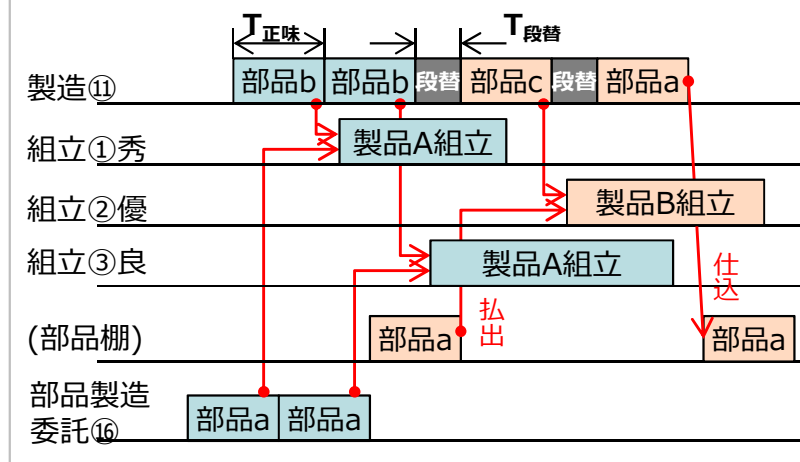 T正味
T段替
製造⑪
部品b
部品b
段替
部品c
段替
部品a
組立①秀
製品A組立
組立②優
製品B組立
組立③良
製品A組立
仕込
(部品棚)
部品a
払出
部品a
部品製造
委託⑯
部品a
部品a